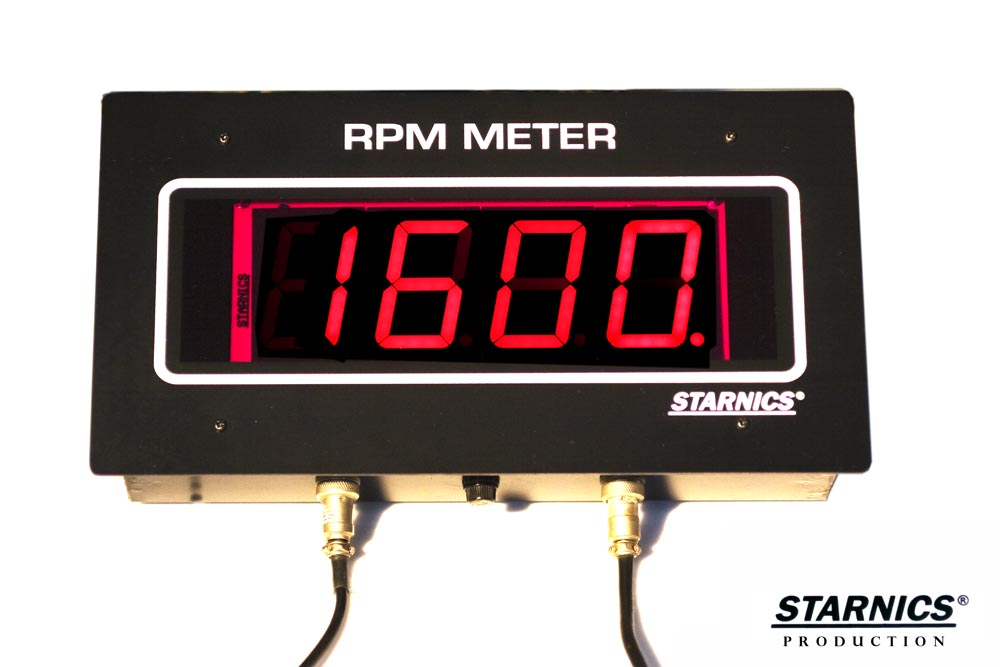 RPM METER
STARNICS
1600.
STARNICS®
STARNICS®
PRODUCTION